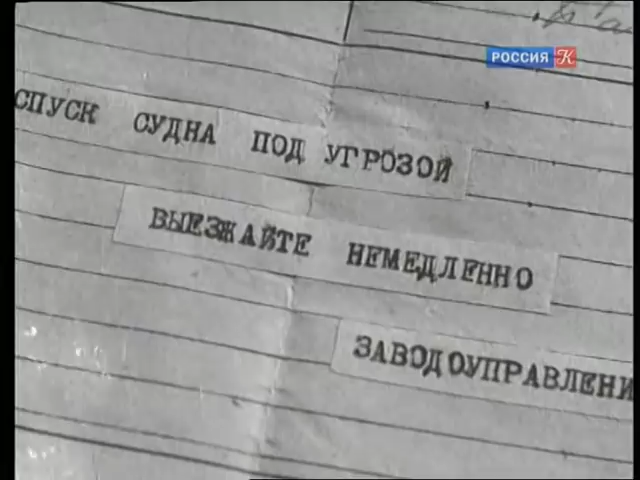 РОССИЯ К
СПУСК СУДНА ПОД УГРОЗОЙ
ВЫЕЗЖАЙТЕ НЕМЕДЛЕННО
ЗАВОДОУПРАВЛЕНИ